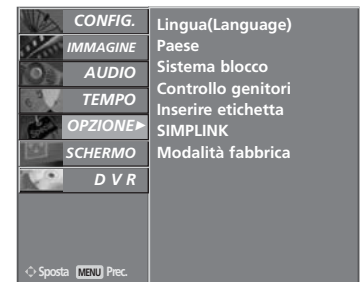 CONFIG.
IMMAGINE
AUDIO
TEMPO
OPZIONE
SCHERMO
D V R
Lingua(Language)
Paese
Sistema blocco
Controllo genitori
Inserire etichetta
SIMPLINK
Modalità fabbrica
Sposta MENU Prec.